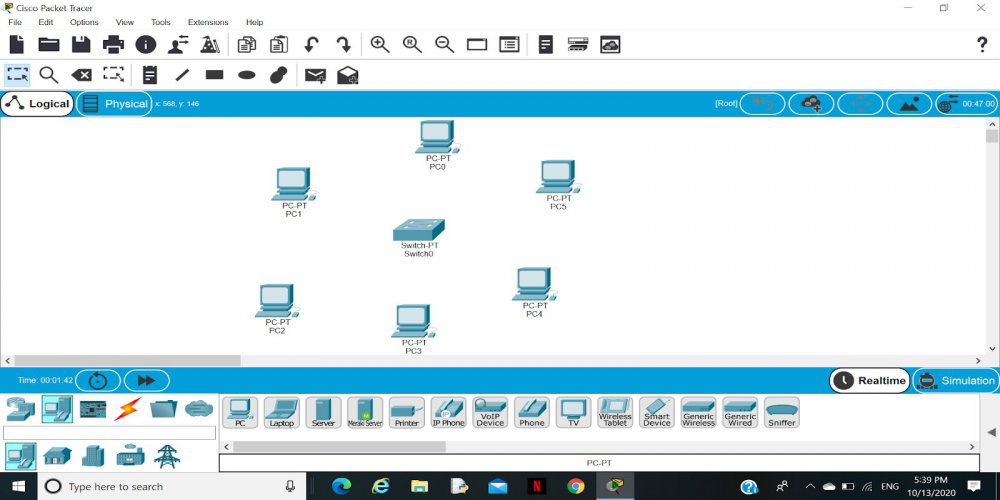 Cisco Packet Tracer
File Edit Options View Tools Extensions Help
Logical Physical x: 568, y: 146 [Root] 00:47:00
PC-PT
PC0
PC-PT
PC1
PC-PT
PC5
Switch-PT
Switch0
PC-PT
PC4
PC-PT
PC2
PC-PT
PC3
Time: 00:01:42 Realtime Simulation
PC Laptop Server Meraki Server Printer IP Phone VoIP Device Phone TV Wireless Tablet Smart Device Generic Wireless Generic Wired Sniffer
PC-PT
Type here to search
ENG 5:39 PM
10/13/2020